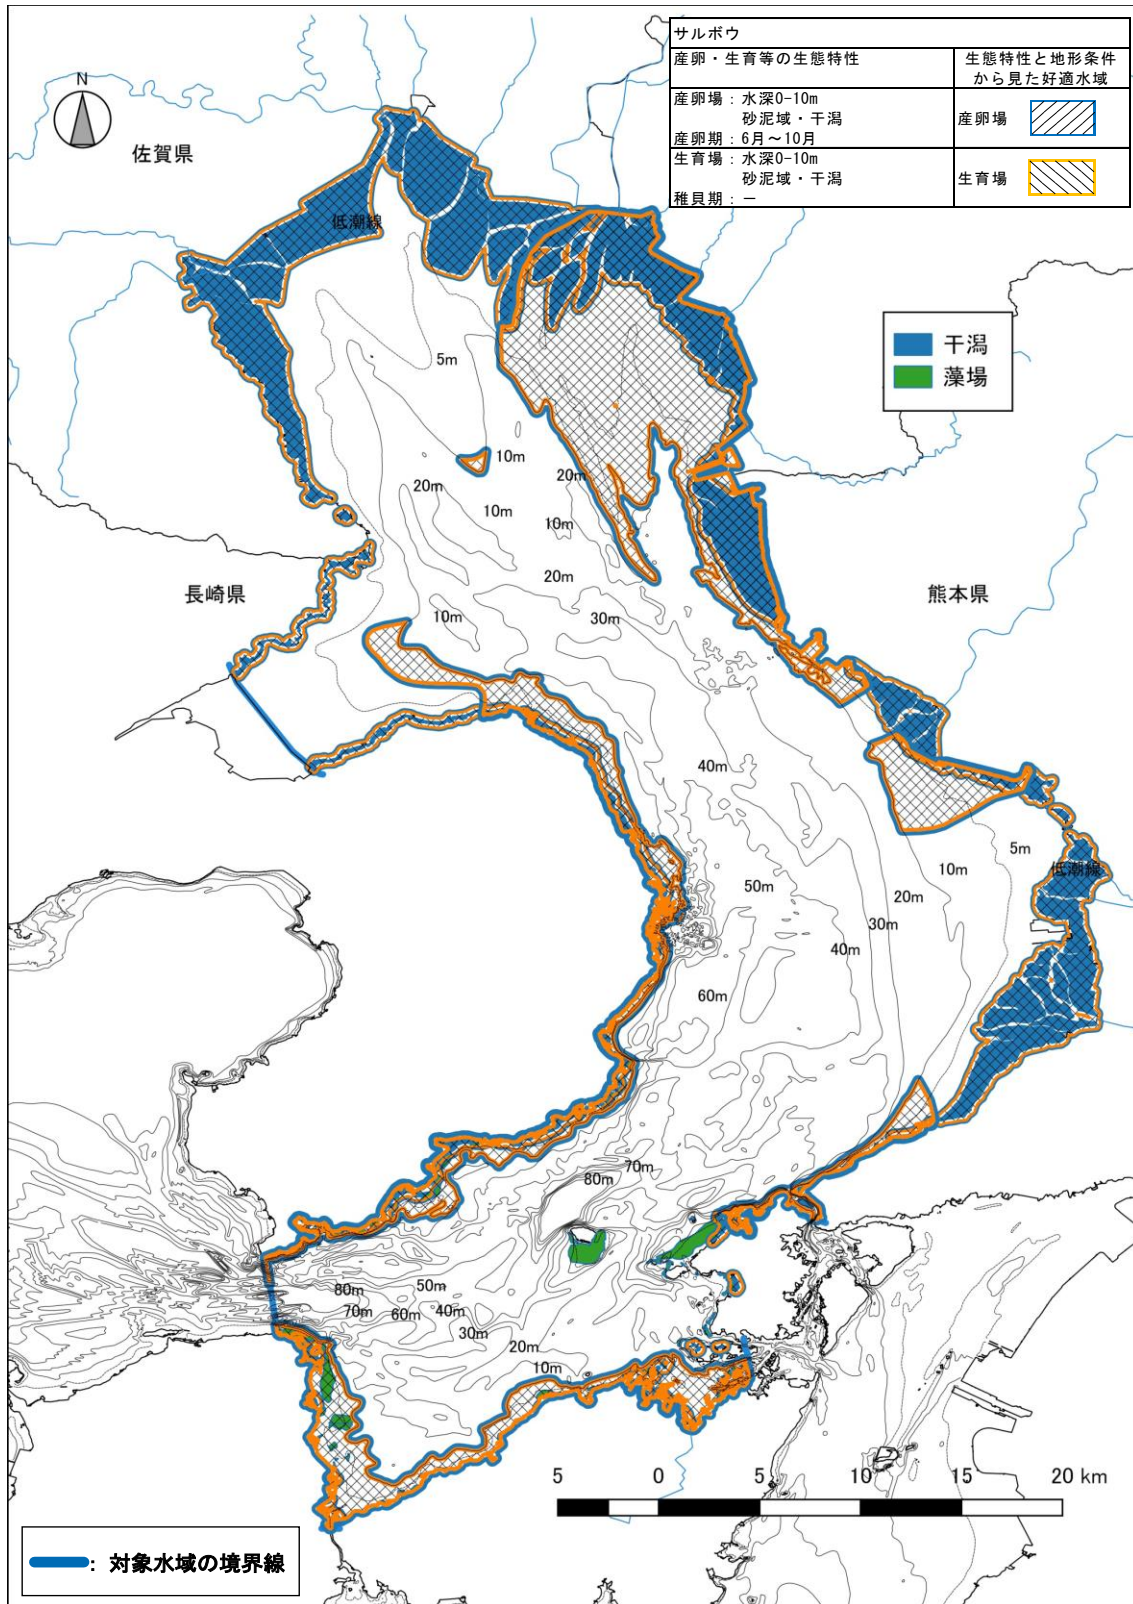 サルボウ
産卵・生育等の生態特性
生態特性と地形条件
から見た好適水域
産卵場：水深0-10m
砂泥域・干潟
産卵期：6月～10月
産卵場
生育場：水深0-10m
砂泥域・干潟
稚貝期：－
生育場
N
佐賀県
低潮線
干潟
藻場
5m
10m
20m
20m
10m
10m
20m
長崎県
熊本県
10m
30m
40m
5m
10m
低潮線
50m
20m
30m
40m
60m
70m
80m
80m
50m
70m
60m
40m
30m
20m
10m
5 0 5 10 15 20 km
：対象水域の境界線